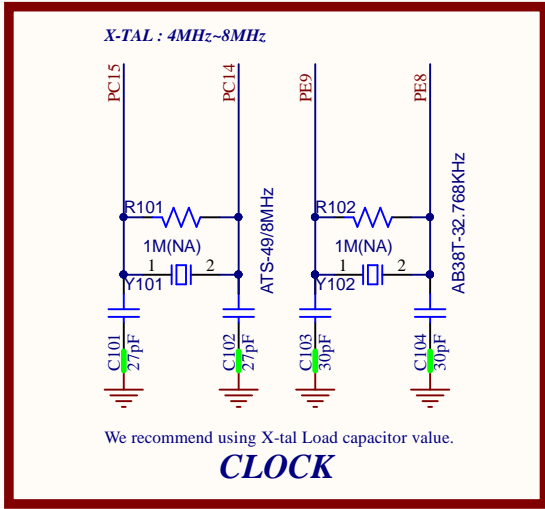 X-TAL : 4MHz~8MHz
PC15
PC14
PE9
PE8
R101
1M(NA)
1 2
Y101
ATS-49/8MHz
R102
1M(NA)
1 2
Y102
AB38T-32.768KHz
C101
27pF
C102
27pF
C103
30pF
C104
30pF
We recommend using X-tal Load capacitor value.
CLOCK